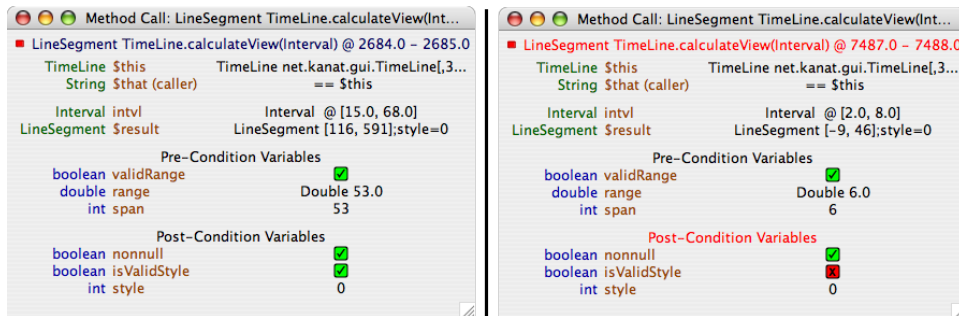 Method Call: LineSegment TimeLine.calculateView(Int...
LineSegment TimeLine.calculateView(Interval) @ 2684.0 – 2685.0
TimeLine $this TimeLine net.kanat.gui.TimeLine[,3...
String $that (caller) == $this
Interval intvl Interval @ [15.0, 68.0]
LineSegment $result LineSegment [116, 591];style=0
Pre-Condition Variables
boolean validRange
double range Double 53.0
int span 53
Post-Condition Variables
boolean nonnull
boolean isValidStyle
int style 0
Method Call: LineSegment TimeLine.calculateView(Int...
LineSegment TimeLine.calculateView(Interval) @ 7487.0 – 7488.0
TimeLine $this TimeLine net.kanat.gui.TimeLine[,3...
String $that (caller) == $this
Interval intvl Interval @ [2.0, 8.0]
LineSegment $result LineSegment [–9, 46];style=0
Pre-Condition Variables
boolean validRange
double range Double 6.0
int span 6
Post-Condition Variables
boolean nonnull
boolean isValidStyle X
int style 0